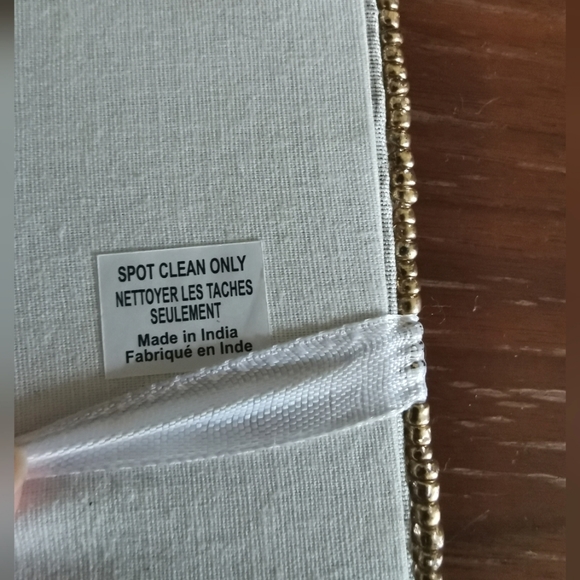 SPOT CLEAN ONLY
NETTOYER LES TACHES
SEULEMENT
Made in India
Fabriqué en Inde